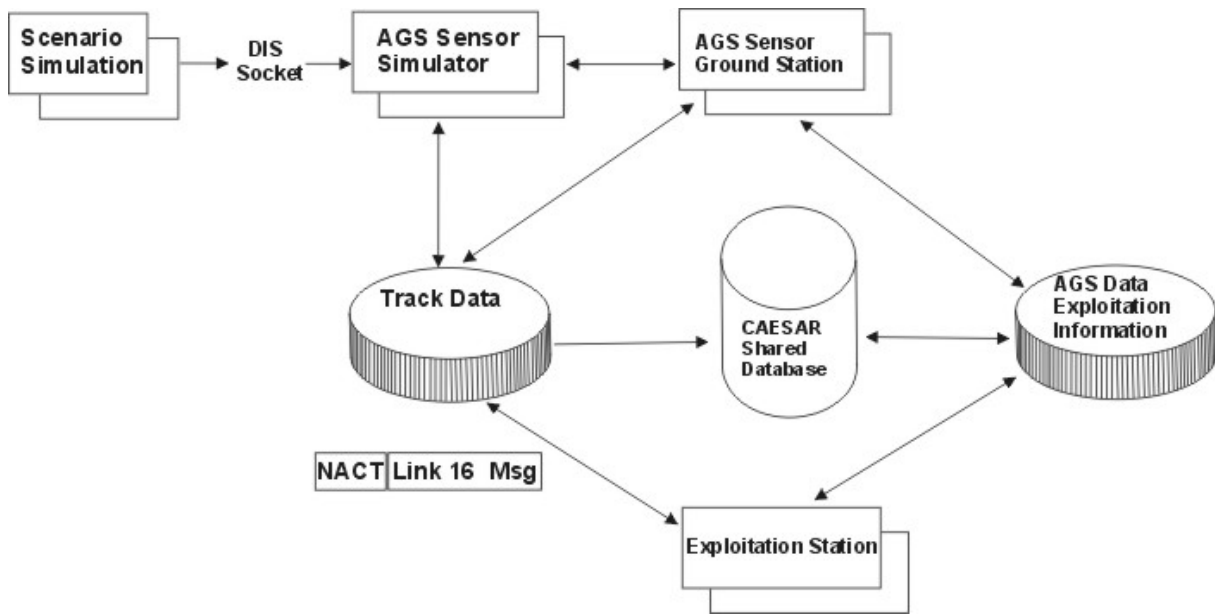 Scenario
Simulation
DIS
Socket
AGS Sensor
Simulator
AGS Sensor
Ground Station
Track Data
CAESAR
Shared
Database
AGS Data
Exploitation
Information
NACT Link 16 Msg
Exploitation Station